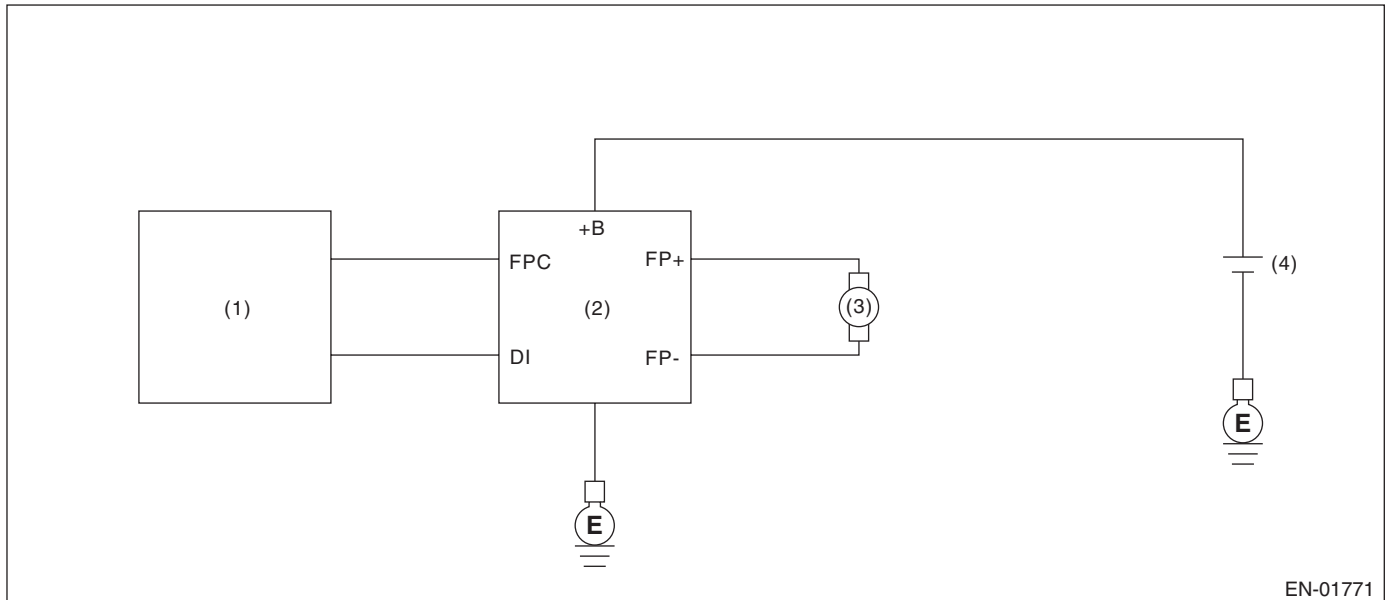 +B
FPC
FP+
(1)
(2)
(3)
(4)
DI
FP-
E
E
EN-01771